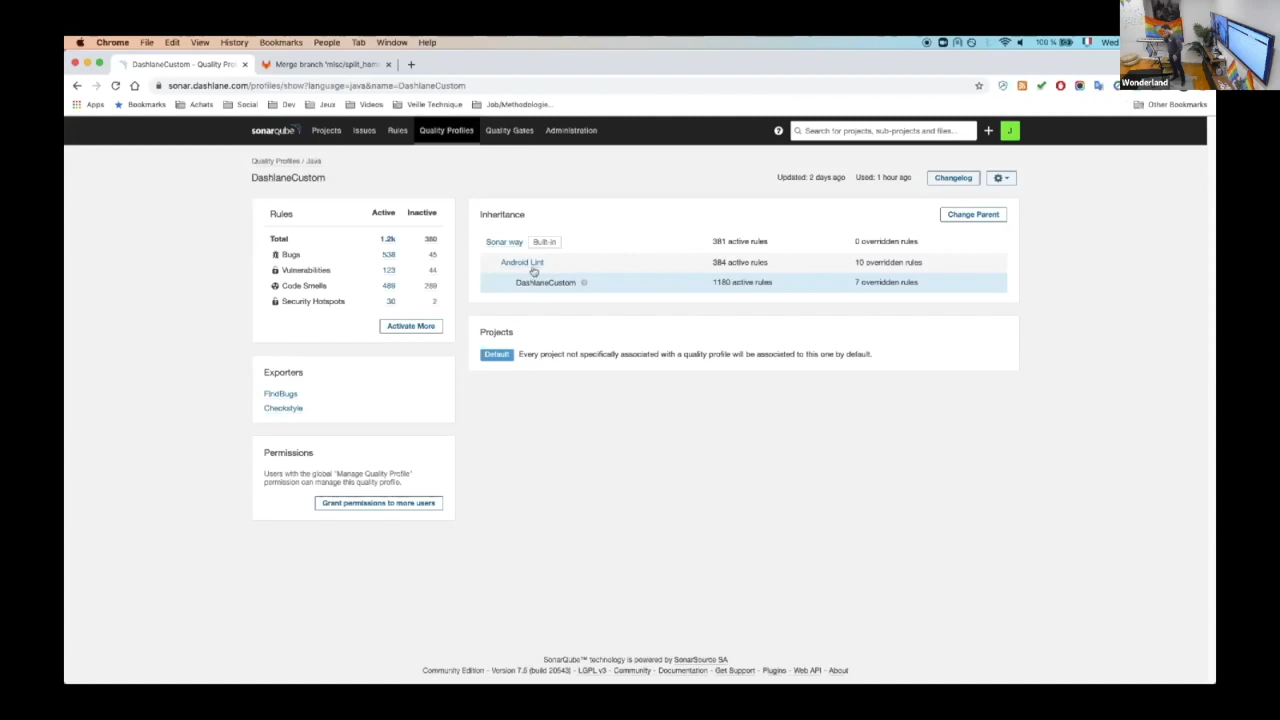 Chrome File Edit View History Bookmarks People Tab Window Help 100 % Wed
Wonderland
DashlaneCustom - Quality Pro Merge branch 'misc/split_hom
sonar.dashlane.com/profiles/show?language=java&name=DashlaneCustom
Apps Bookmarks Achats Social Dev Jeux Videos Veille Technique Job/Methodologie... Other Bookmarks
sonarqube Projects Issues Rules Quality Profiles Quality Gates Administration Search for projects, sub-projects and files... J
Quality Profiles / Java
DashlaneCustom Updated: 2 days ago Used: 1 hour ago Changelog
Rules Active Inactive
Total 1.2k 380
Bugs 538 45
Vulnerabilities 123 44
Code Smells 489 289
Security Hotspots 30 2
Activate More
Inheritance Change Parent
Sonar way Built-in 381 active rules 0 overridden rules
Android Lint 384 active rules 10 overridden rules
DashlaneCustom 1180 active rules 7 overridden rules
Projects
Default Every project not specifically associated with a quality profile will be associated to this one by default.
Exporters
FindBugs
Checkstyle
Permissions
Users with the global "Manage Quality Profile"
permission can manage this quality profile.
Grant permissions to more users
SonarQube™ technology is powered by SonarSource SA
Community Edition - Version 7.6 (build 20543) - LGPL v3 - Community - Documentation - Get Support - Plugins - Web API - About